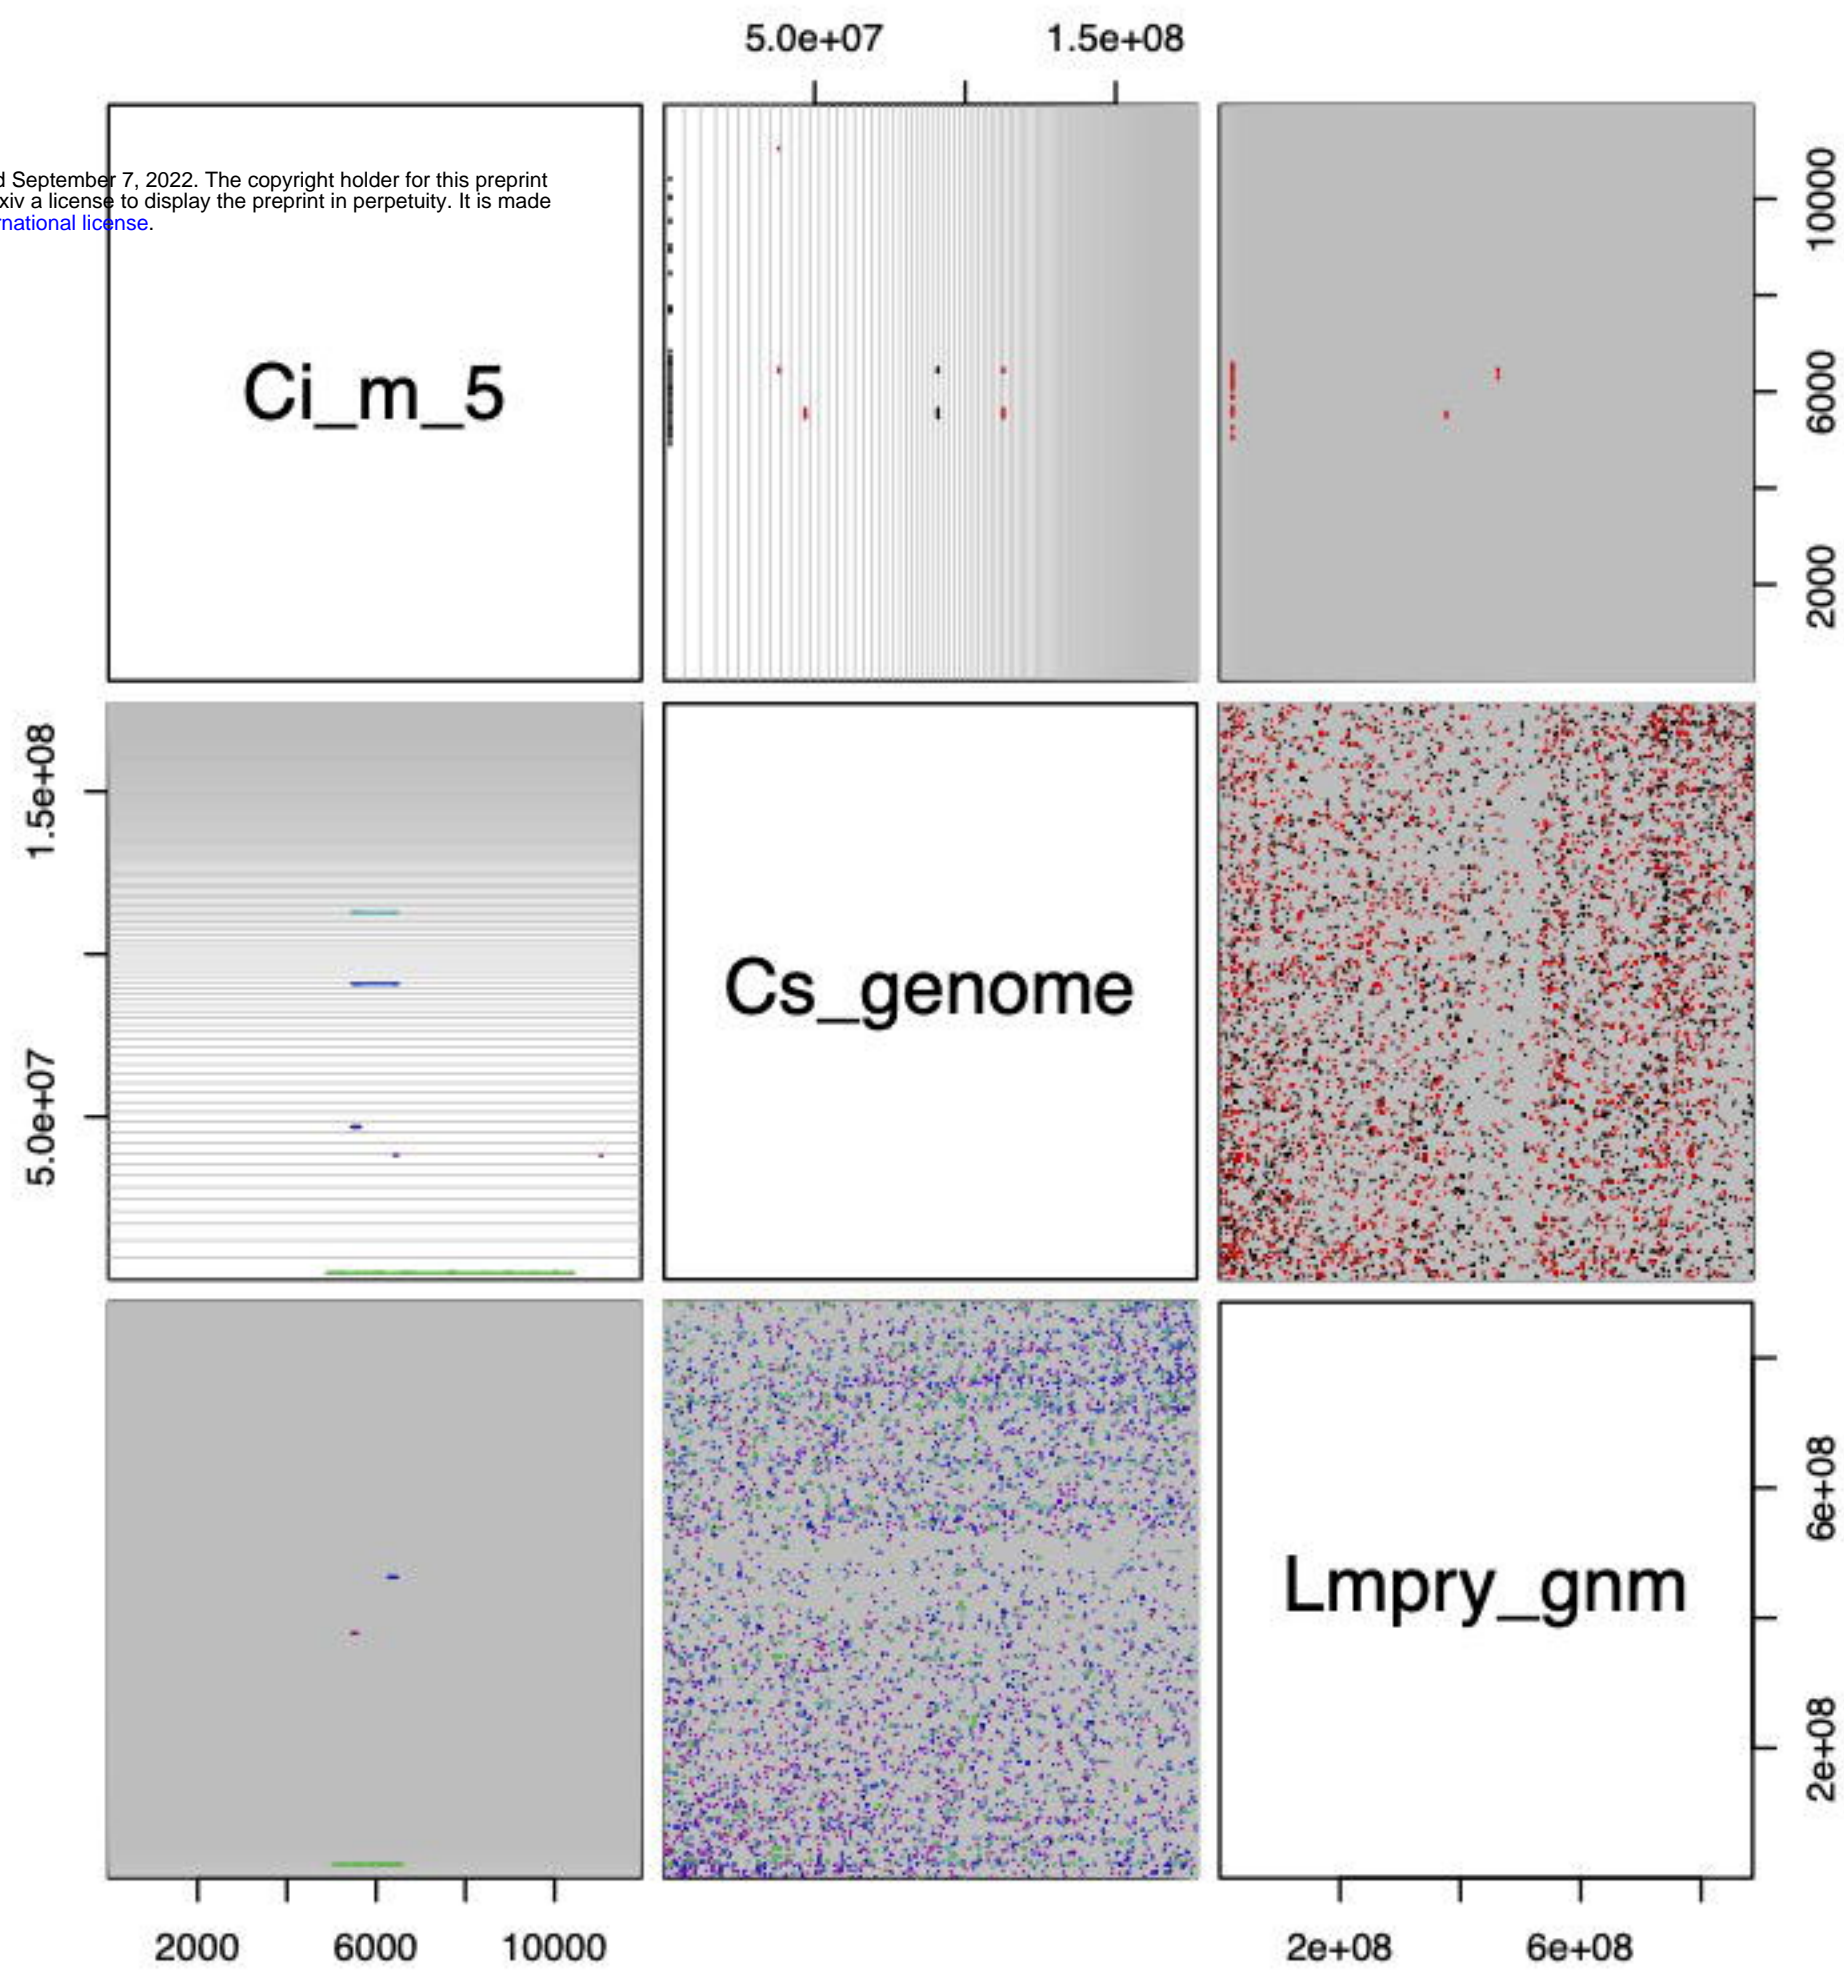 5.0e+07 1.5e+08
d September 7, 2022. The copyright holder for this preprint
xiv a license to display the preprint in perpetuity. It is made
rnational license.
Ci_m_5
10000
6000
2000
1.5e+08
5.0e+07
Cs_genome
Lmpry_gnm
6e+08
2e+08
2000 6000 10000
2e+08 6e+08